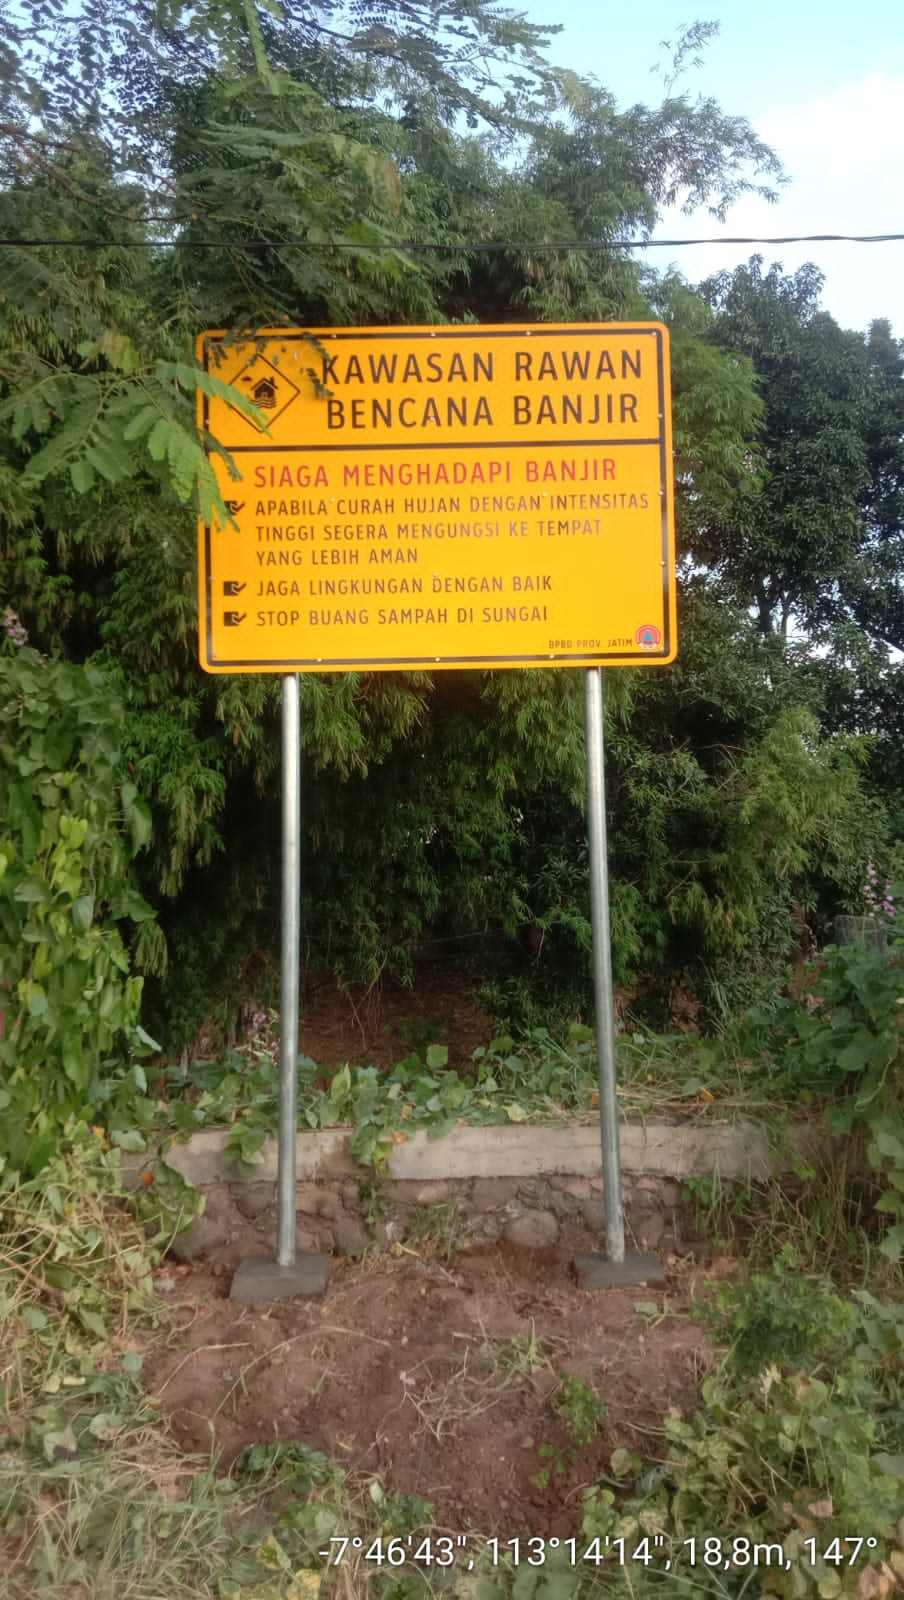 KAWASAN RAWAN
BENCANA BANJIR
SIAGA MENGHADAPI BANJIR
APABILA CURAH HUJAN DENGAN INTENSITAS
TINGGI SEGERA MENGUNGSI KE TEMPAT
YANG LEBIH AMAN
JAGA LINGKUNGAN DENGAN BAIK
STOP BUANG SAMPAH DI SUNGAI
BPBD PROV. JATIM
-7°46'43", 113°14'14", 18,8m, 147°